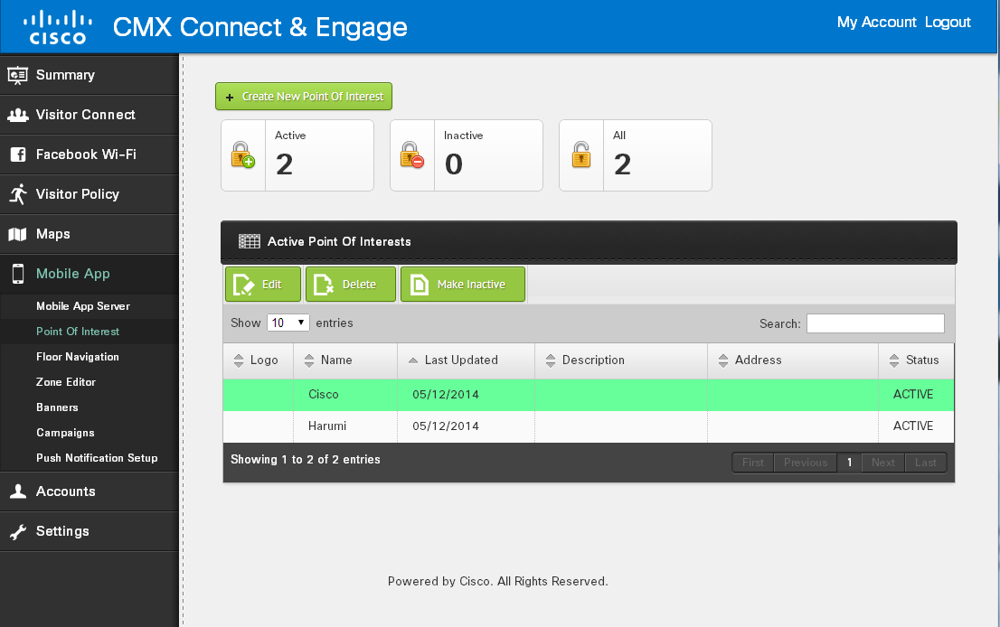 CISCO CMX Connect & Engage My Account Logout
Summary
Visitor Connect
Facebook Wi-Fi
Visitor Policy
Maps
Mobile App
Mobile App Server
Point Of Interest
Floor Navigation
Zone Editor
Banners
Campaigns
Push Notification Setup
Accounts
Settings
+ Create New Point Of Interest
Active
2
Inactive
0
All
2
Active Point Of Interests
Edit Delete Make Inactive
Show 10 entries Search:
Logo Name Last Updated Description Address Status
Cisco 05/12/2014 ACTIVE
Harumi 05/12/2014 ACTIVE
Showing 1 to 2 of 2 entries First Previous 1 Next Last
Powered by Cisco. All Rights Reserved.